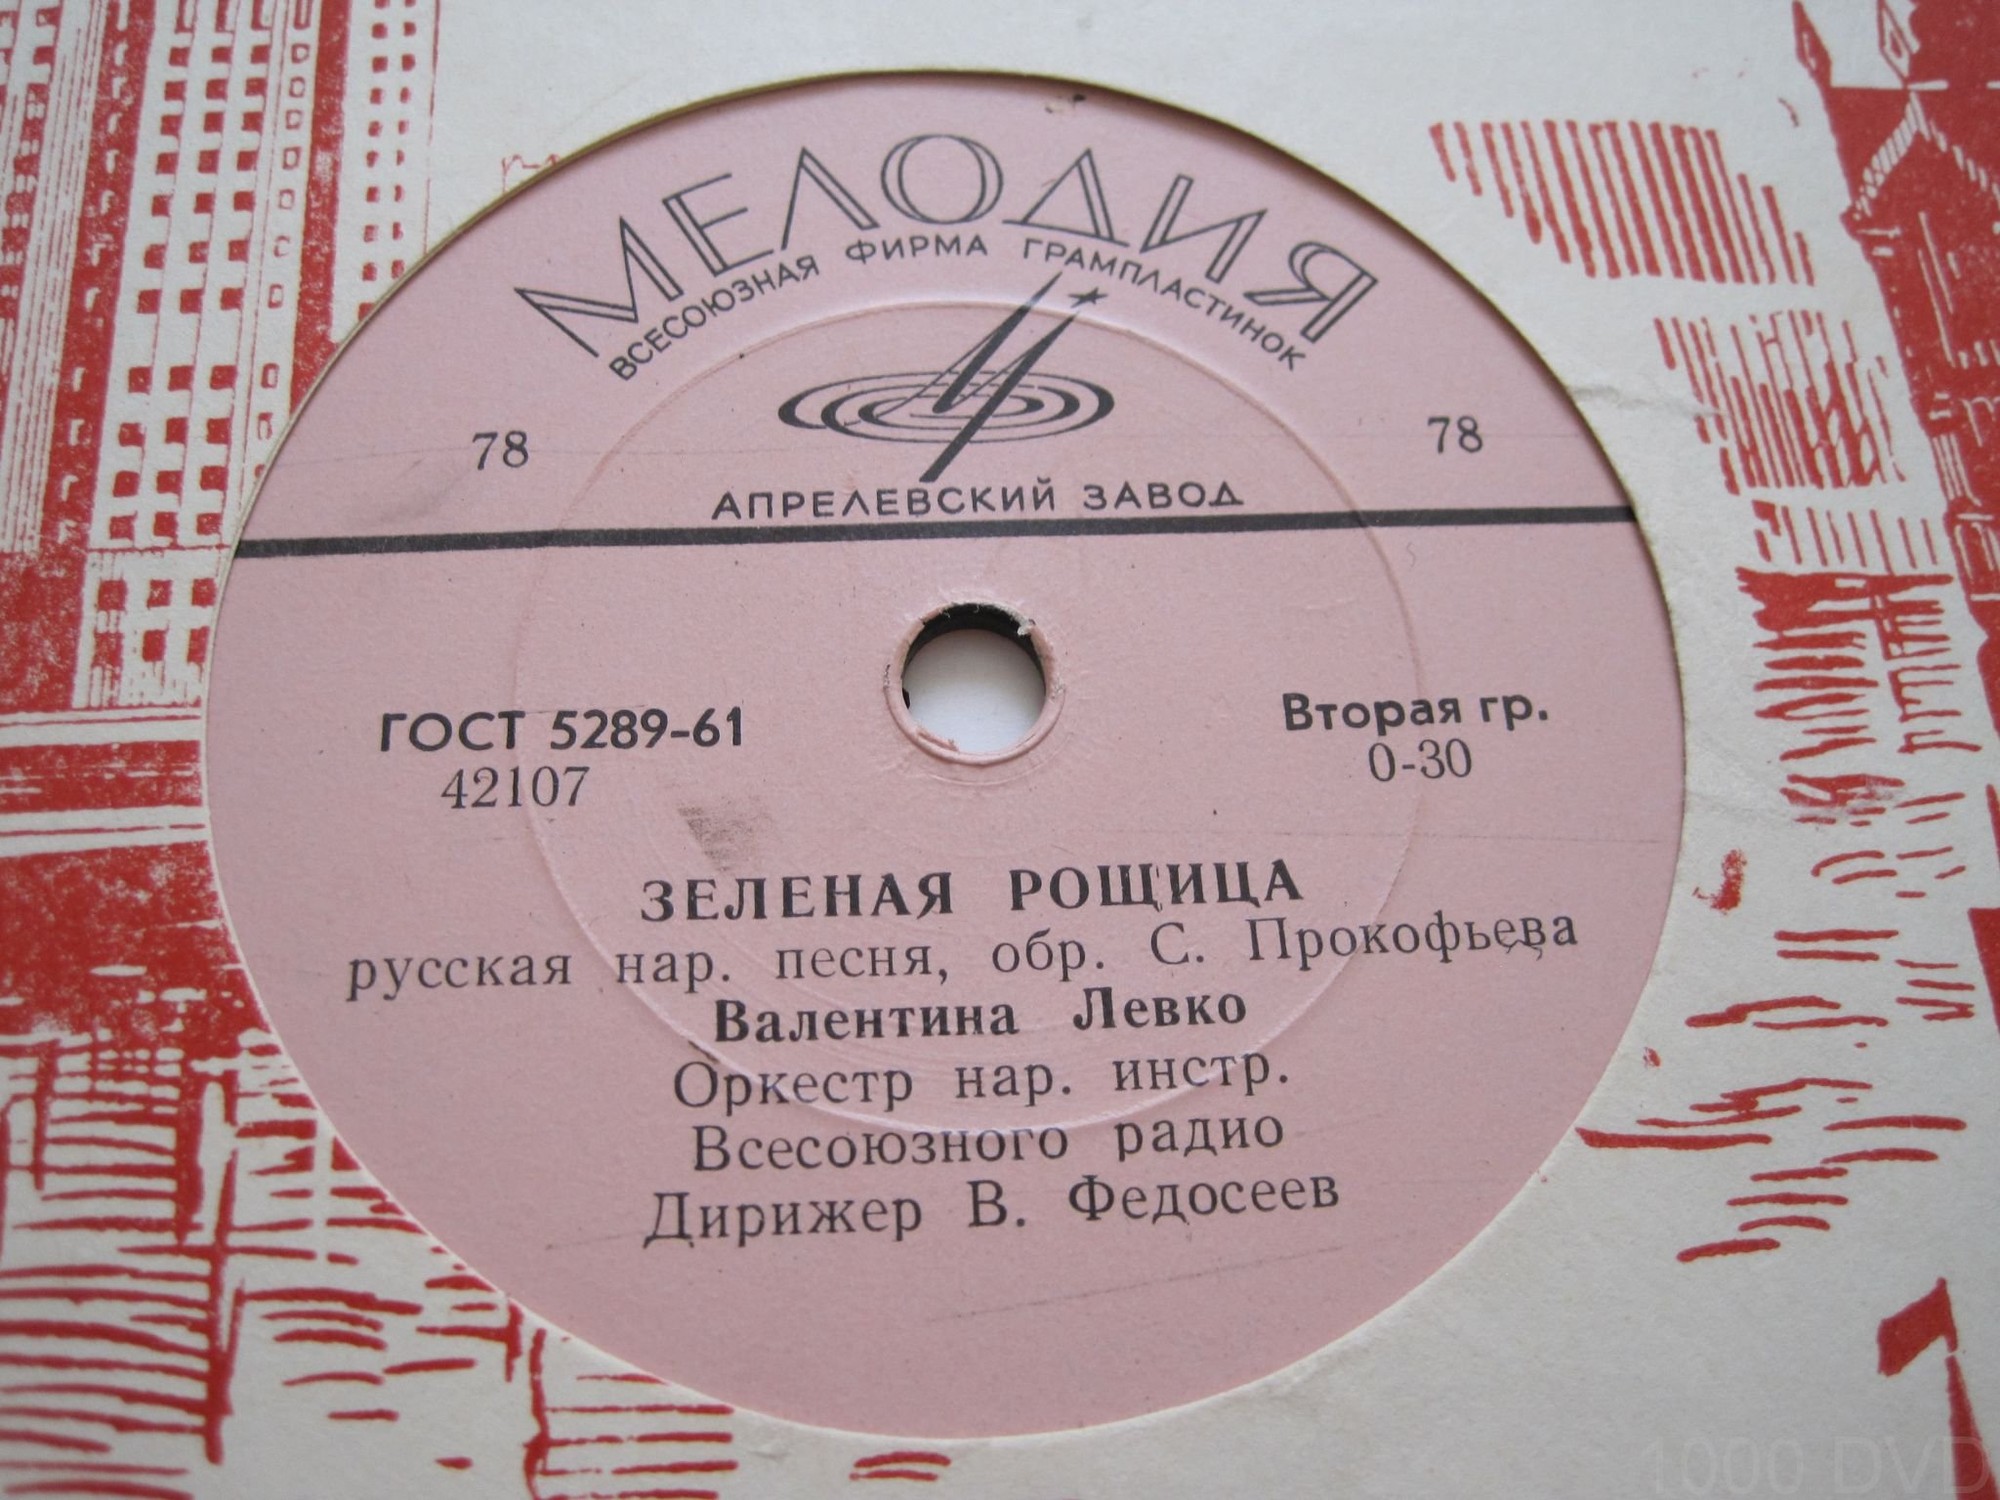 МЕЛОДИЯ
ВСЕСОЮЗНАЯ ФИРМА ГРАМПЛАСТИНОК
78 78
АПРЕЛЕВСКИЙ ЗАВОД
ГОСТ 5289-61 Вторая гр.
42107 0-30
ЗЕЛЕНАЯ РОЩИЦА
русская нар. песня, обр. С. Прокофьева
Валентина Левко
Оркестр нар. инстр.
Всесоюзного радио
Дирижер В. Федосеев
1000 DVD